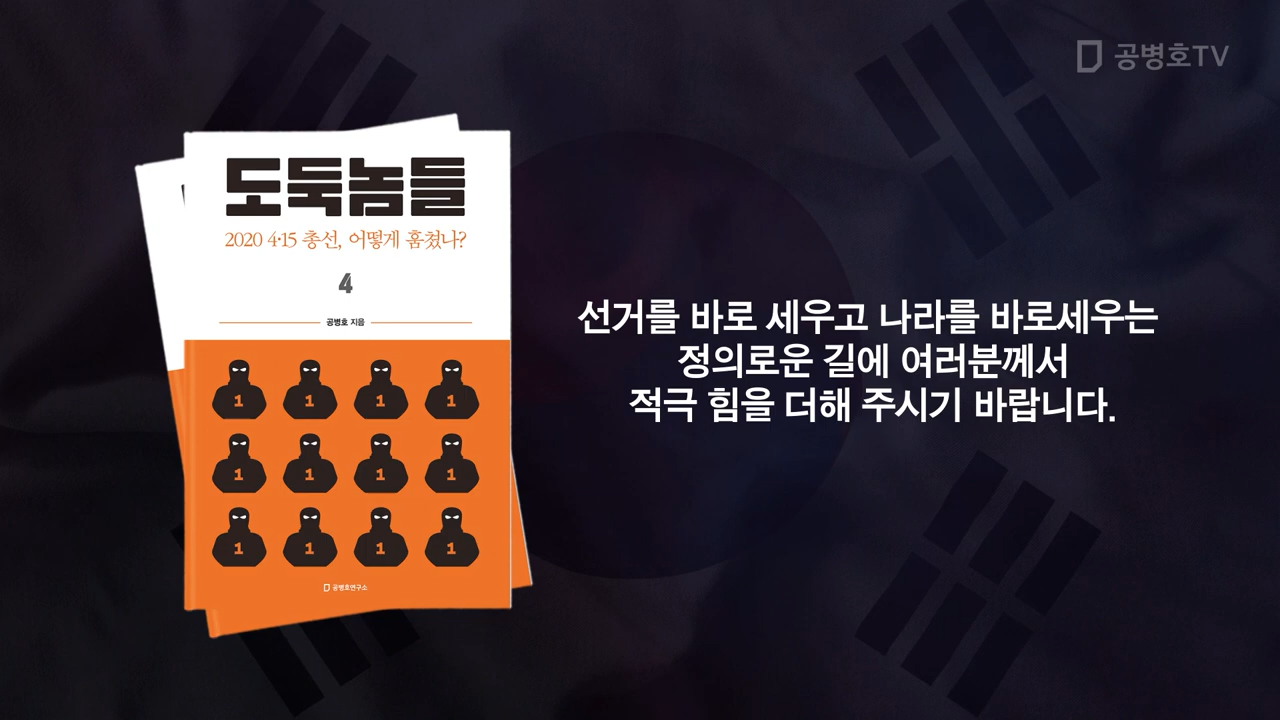 공병호TV
도둑놈들
2020 4·15 총선, 어떻게 훔쳤나?
4
공병호 지음
1 1 1 1
1 1 1 1
1 1 1 1
공병호연구소
선거를 바로 세우고 나라를 바로세우는
정의로운 길에 여러분께서
적극 힘을 더해 주시기 바랍니다.